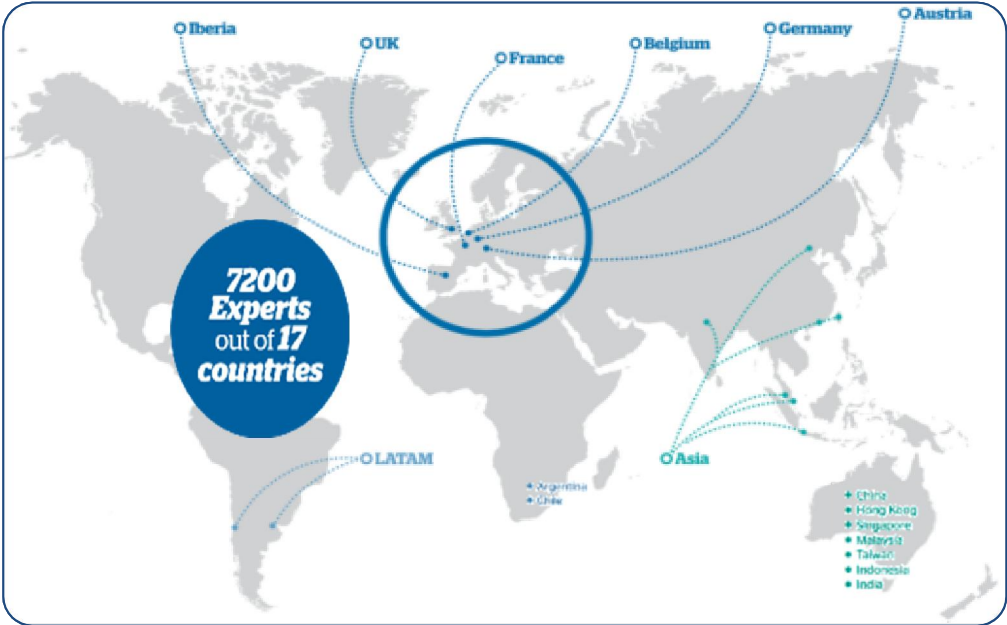 Iberia
UK
France
Belgium
Germany
Austria
7200
Experts
out of 17
countries
LATAM
Asia
Argentina
Chile
China
Hong Kong
Singapore
Malaysia
Taiwan
Indonesia
India